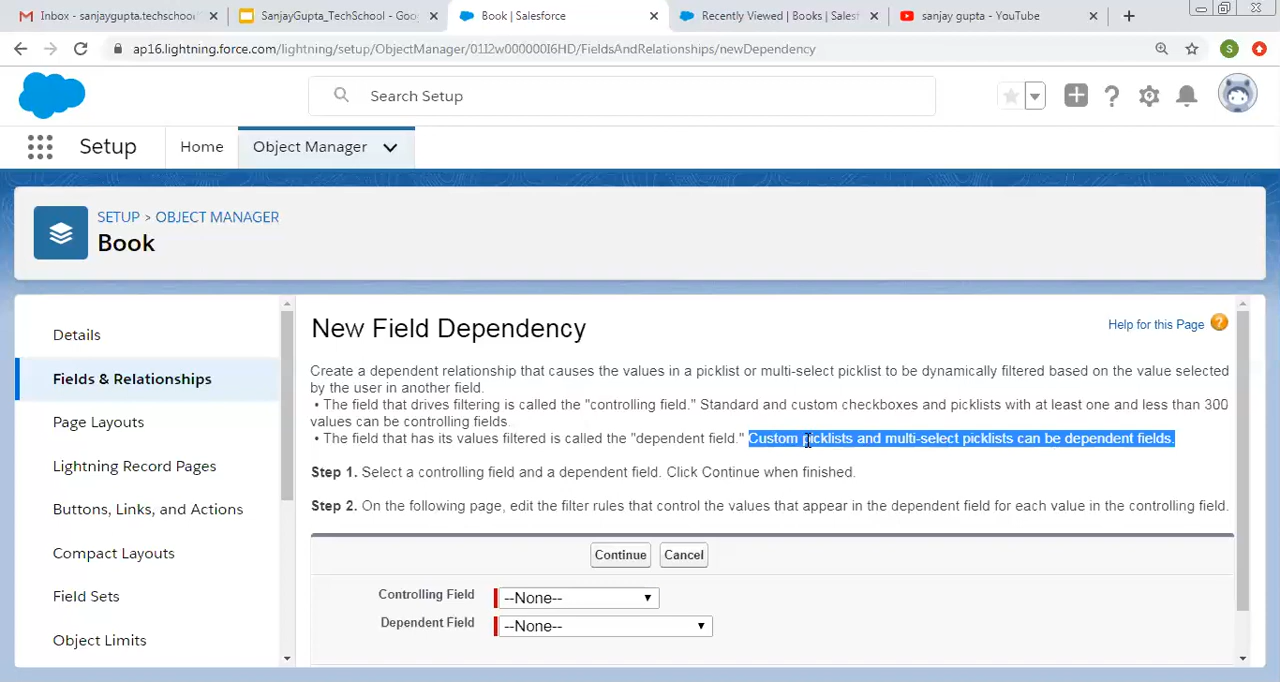 Inbox - sanjaygupta.techschool
SanjayGupta_TechSchool - Goo
Book | Salesforce
Recently Viewed | Books | Salesf
sanjay gupta - YouTube
ap16.lightning.force.com/lightning/setup/ObjectManager/01I2w000000I6HD/FieldsAndRelationships/newDependency
S
Search Setup
Setup
Home
Object Manager
SETUP > OBJECT MANAGER
Book
Details
Fields & Relationships
Page Layouts
Lightning Record Pages
Buttons, Links, and Actions
Compact Layouts
Field Sets
Object Limits
New Field Dependency
Help for this Page
Create a dependent relationship that causes the values in a picklist or multi-select picklist to be dynamically filtered based on the value selected
by the user in another field.
• The field that drives filtering is called the "controlling field." Standard and custom checkboxes and picklists with at least one and less than 300
values can be controlling fields.
• The field that has its values filtered is called the "dependent field." Custom picklists and multi-select picklists can be dependent fields.
Step 1. Select a controlling field and a dependent field. Click Continue when finished.
Step 2. On the following page, edit the filter rules that control the values that appear in the dependent field for each value in the controlling field.
Continue Cancel
Controlling Field --None--
Dependent Field --None--